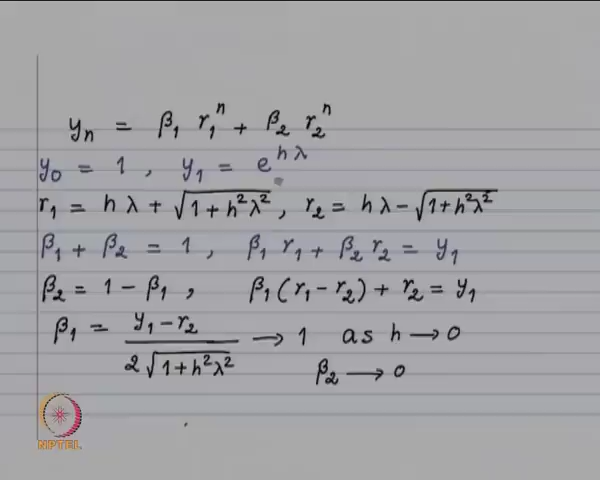 yₙ = β₁ r₁ⁿ + β₂ r₂ⁿ
y₀ = 1 , y₁ = e^{hλ}
r₁ = hλ + √(1+h²λ²) , r₂ = hλ − √(1+h²λ²)
β₁ + β₂ = 1 , β₁ r₁ + β₂ r₂ = y₁
β₂ = 1 − β₁ , β₁(r₁ − r₂) + r₂ = y₁
β₁ = (y₁ − r₂) / (2√(1+h²λ²)) → 1 as h → 0
β₂ → 0
NPTEL